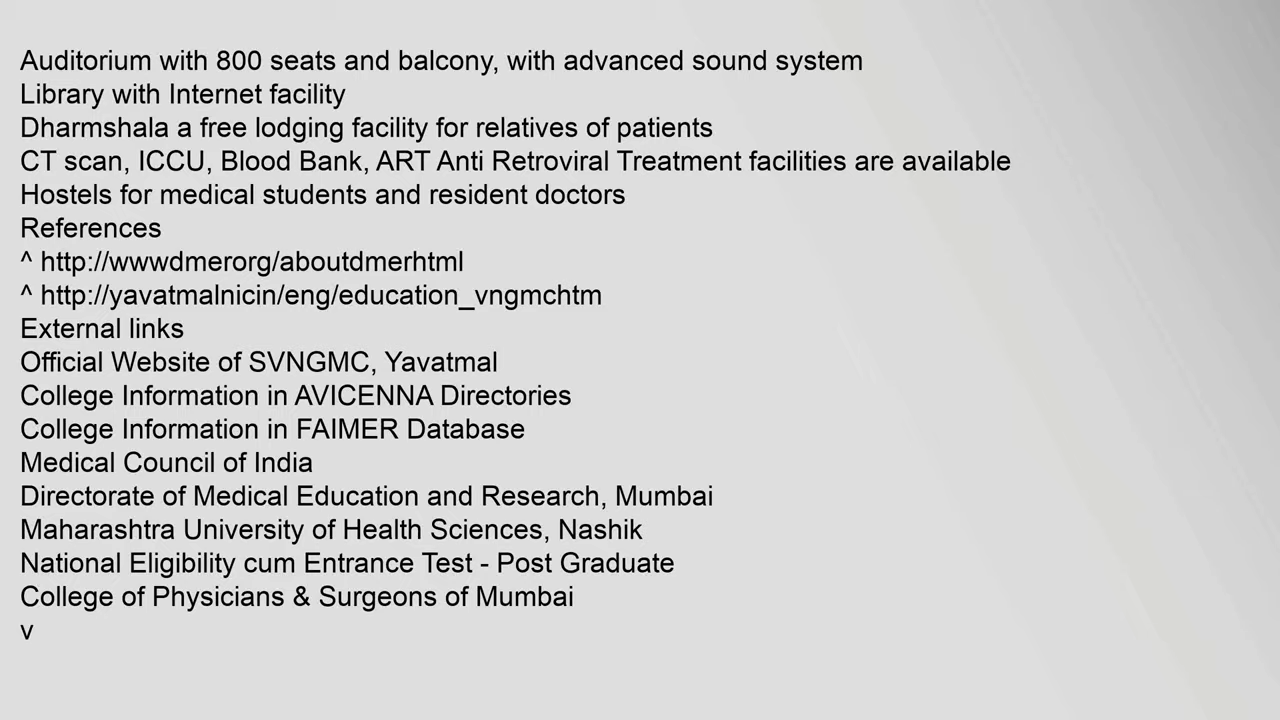 Auditorium with 800 seats and balcony, with advanced sound system
Library with Internet facility
Dharmshala a free lodging facility for relatives of patients
CT scan, ICCU, Blood Bank, ART Anti Retroviral Treatment facilities are available
Hostels for medical students and resident doctors
References
^ http://wwwdmerorg/aboutdmerhtml
^ http://yavatmalnicin/eng/education_vngmchtm
External links
Official Website of SVNGMC, Yavatmal
College Information in AVICENNA Directories
College Information in FAIMER Database
Medical Council of India
Directorate of Medical Education and Research, Mumbai
Maharashtra University of Health Sciences, Nashik
National Eligibility cum Entrance Test - Post Graduate
College of Physicians & Surgeons of Mumbai
v